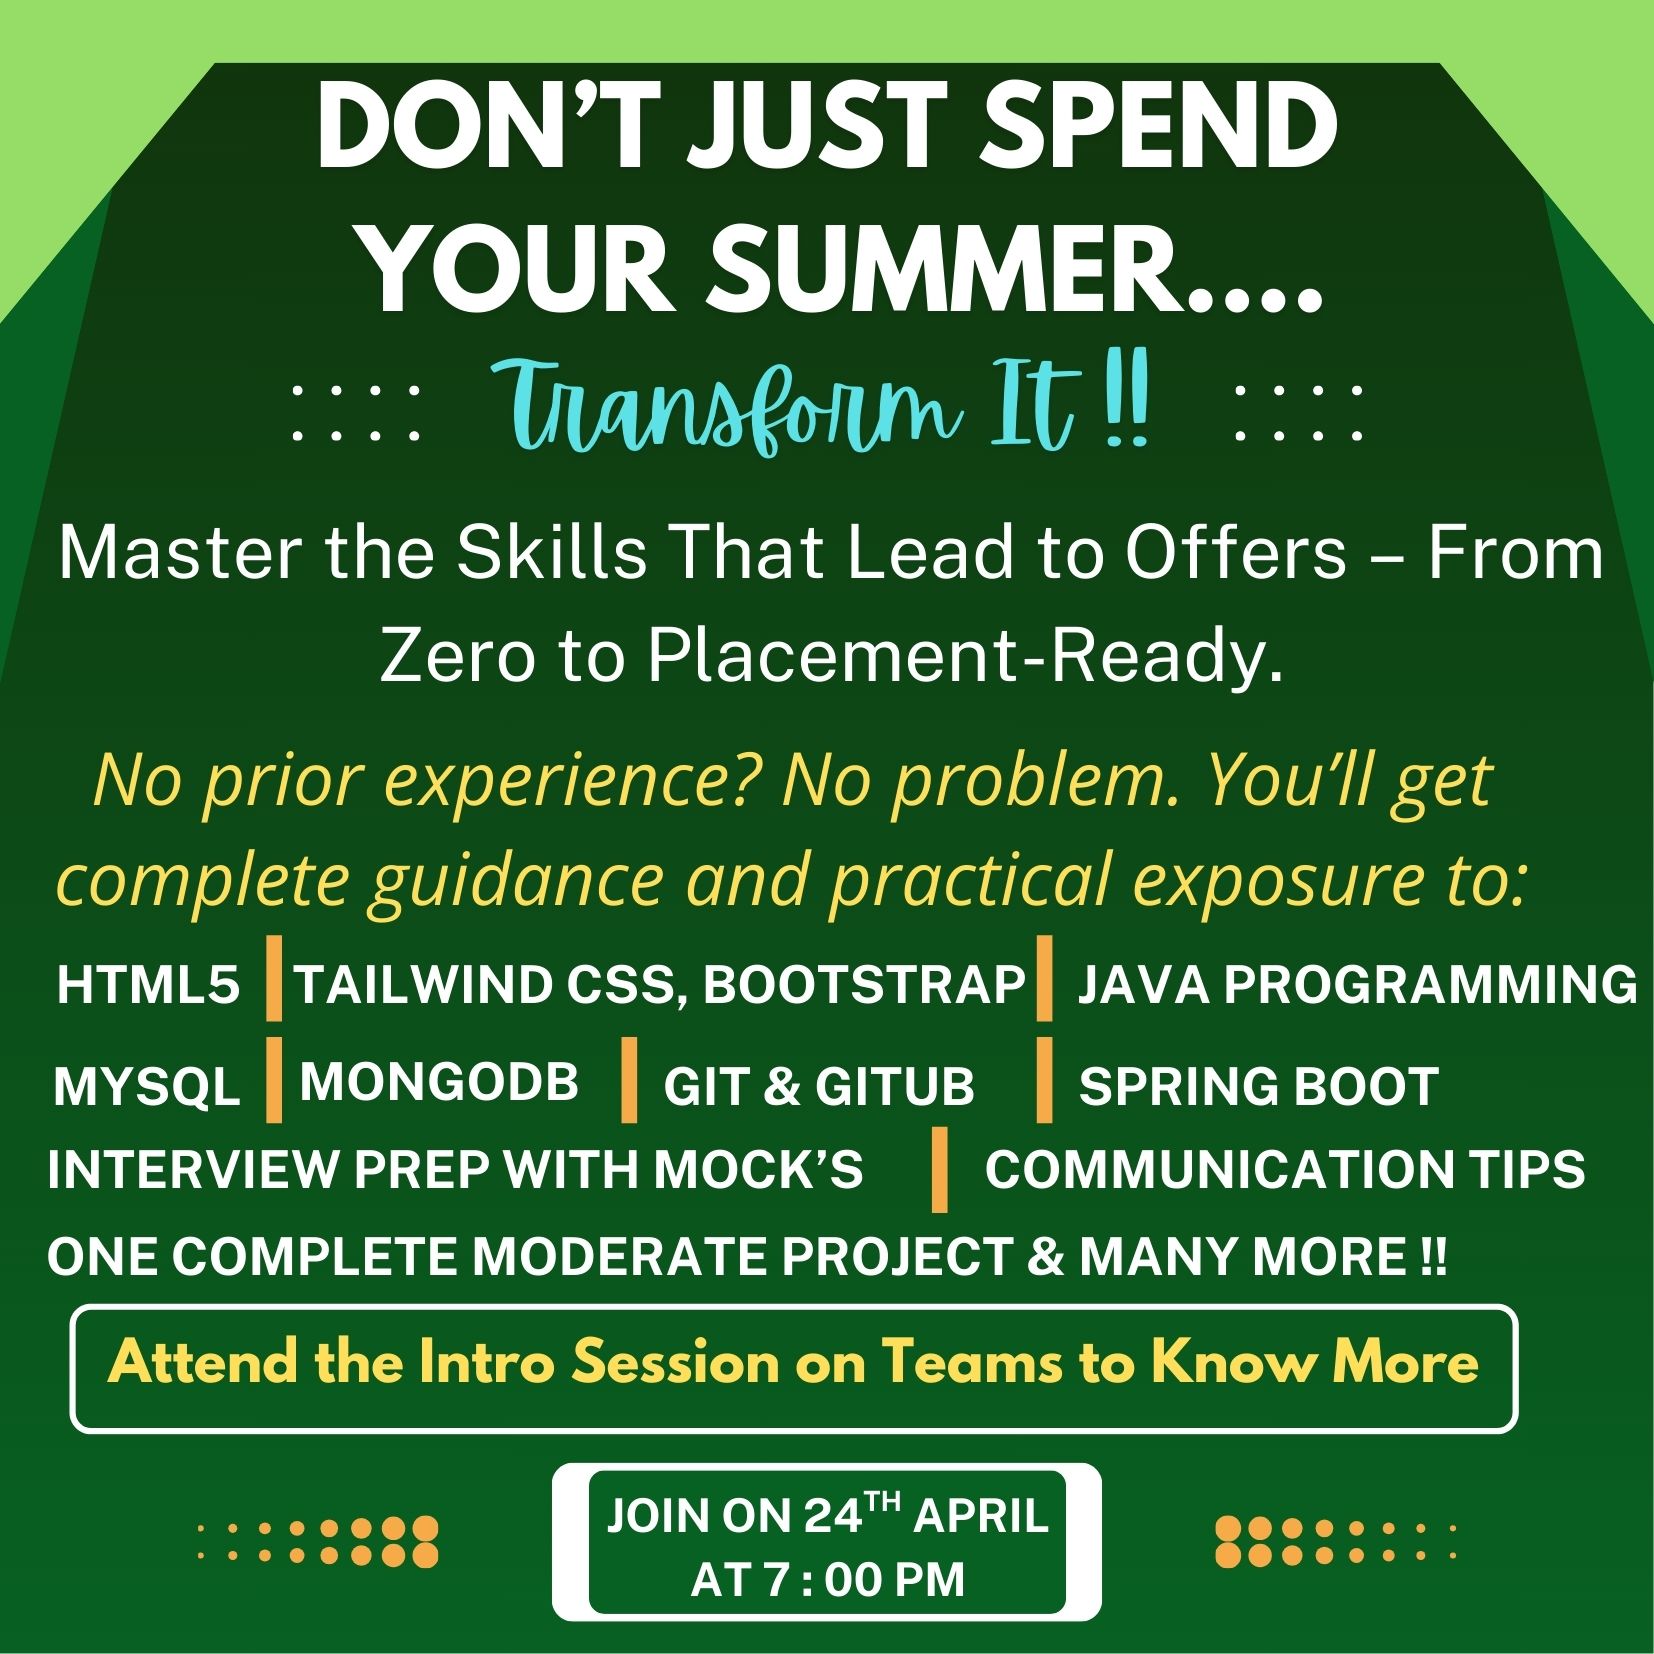 DON’T JUST SPEND
YOUR SUMMER....
Transform It !!
Master the Skills That Lead to Offers – From
Zero to Placement-Ready.
No prior experience? No problem. You’ll get
complete guidance and practical exposure to:
HTML5 TAILWIND CSS, BOOTSTRAP JAVA PROGRAMMING
MYSQL MONGODB GIT & GITUB SPRING BOOT
INTERVIEW PREP WITH MOCK’S COMMUNICATION TIPS
ONE COMPLETE MODERATE PROJECT & MANY MORE !!
Attend the Intro Session on Teams to Know More
JOIN ON 24TH APRIL
AT 7 : 00 PM